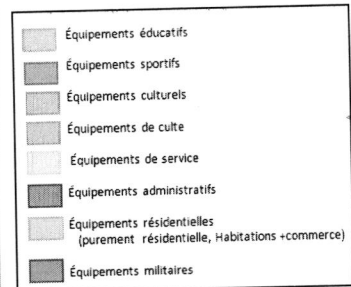 Équipements éducatifs
Équipements sportifs
Équipements culturels
Équipements de culte
Équipements de service
Équipements administratifs
Équipements résidentielles
(purement résidentielle, Habitations +commerce)
Équipements militaires